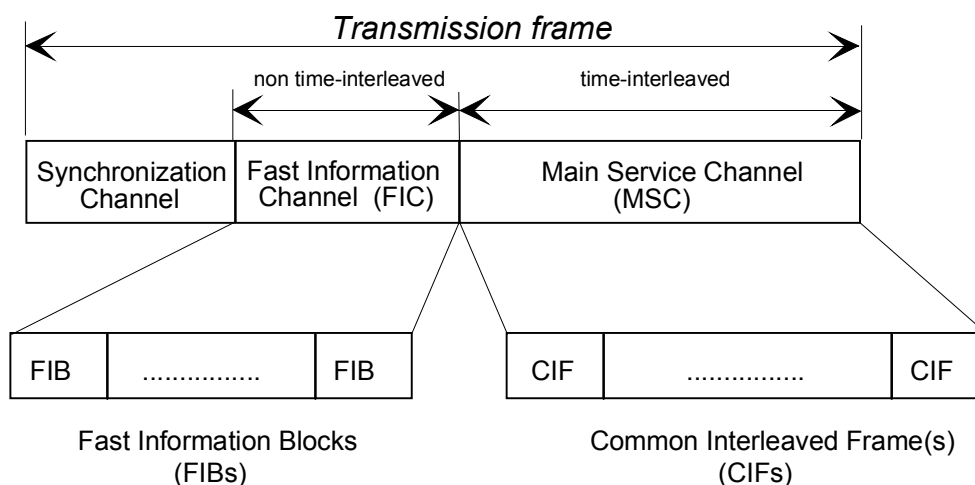 Transmission frame
non time-interleaved
time-interleaved
Synchronization
Channel
Fast Information
Channel (FIC)
Main Service Channel
(MSC)
FIB
................
FIB
CIF
...............
CIF
Fast Information Blocks
(FIBs)
Common Interleaved Frame(s)
(CIFs)